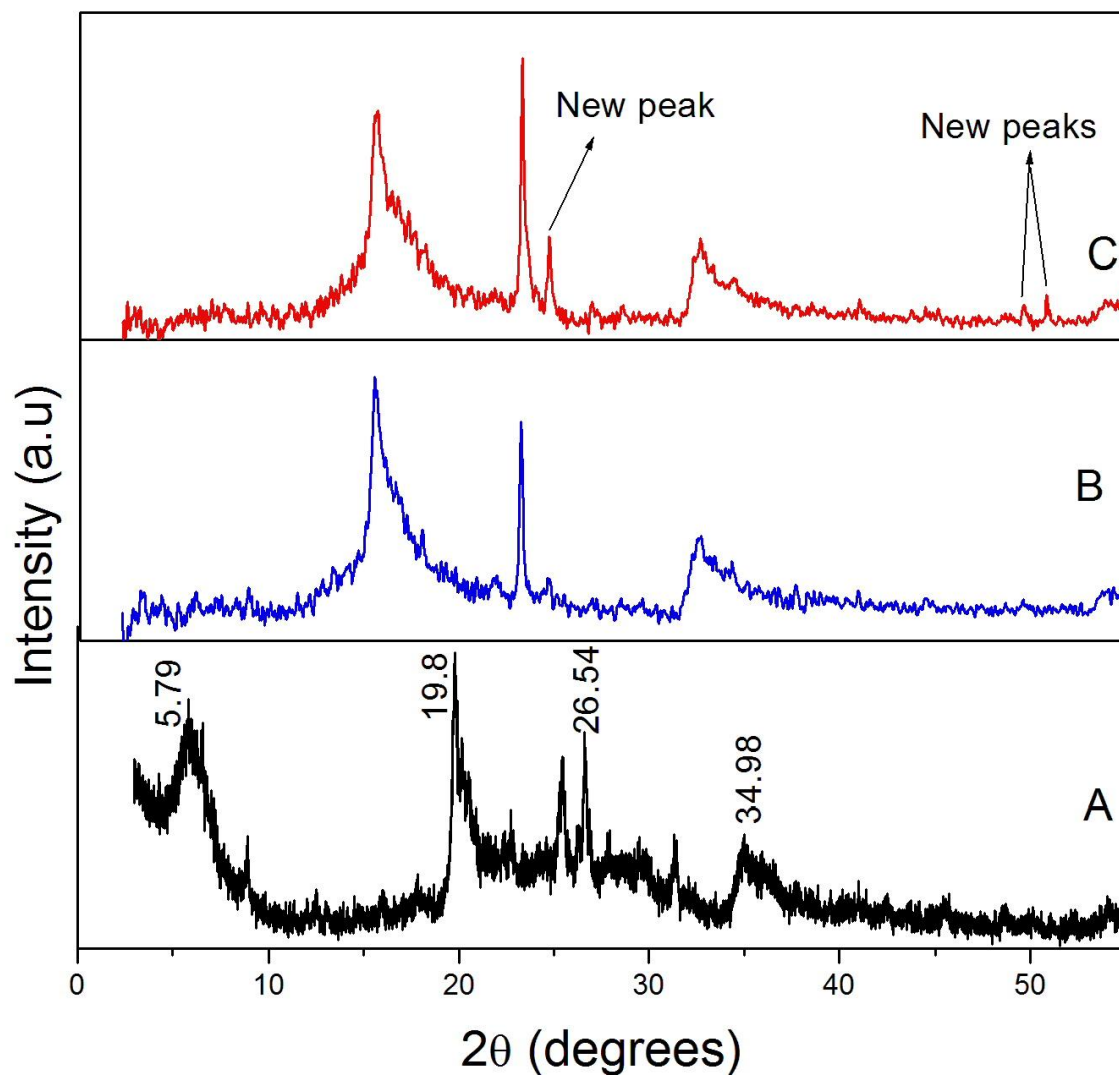 New peak
New peaks
C
B
Intensity (a.u)
5.79
19.8
26.54
34.98
A
0 10 20 30 40 50
2θ (degrees)